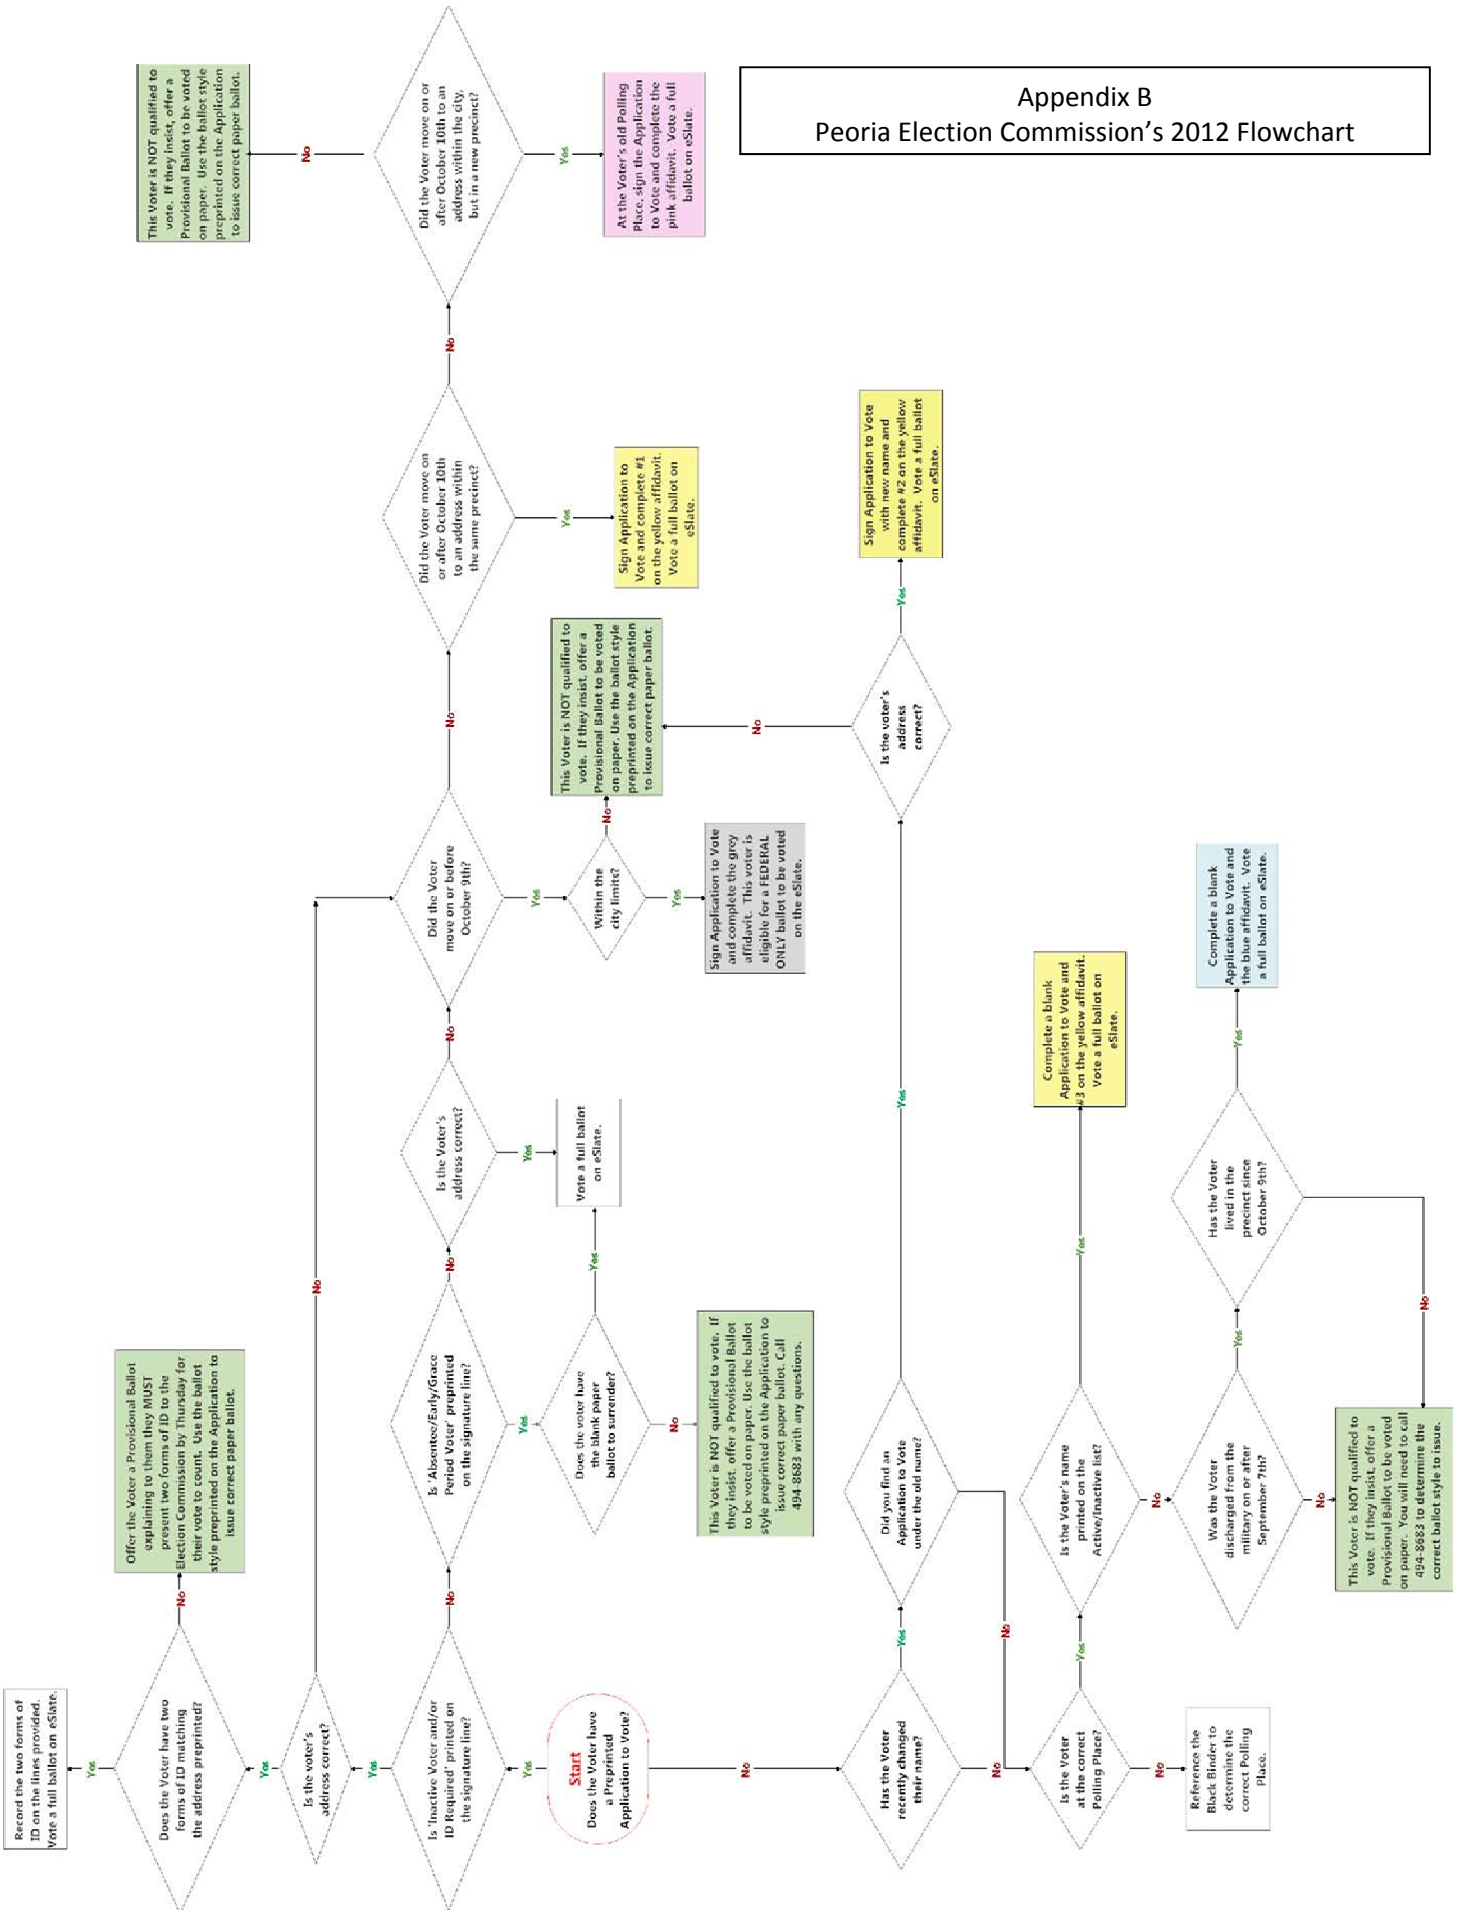 Appendix B
Peoria Election Commission’s 2012 Flowchart
Start
Does the Voter have
a Preprinted
Application to Vote?
Yes
Is 'Inactive Voter and/or
ID Required' printed on
the signature line?
Yes
Is the voter's
address correct?
Yes
Does the Voter have two
forms of ID matching
the address preprinted?
Yes
Record the two forms of
ID on the lines provided.
Vote a full ballot on eSlate.
No
Offer the Voter a Provisional Ballot
explaining to them they MUST
present two forms of ID to the
Election Commission by Thursday for
their vote to count. Use the ballot
style preprinted on the Application to
issue correct paper ballot.
No
No
Is 'Absentee/Early/Grace
Period Voter' preprinted
on the signature line?
Yes
Does the voter have
the blank paper
ballot to surrender?
Yes
No
This Voter is NOT qualified to vote. If
they insist, offer a Provisional Ballot
to be voted on paper. Use the ballot
style preprinted on the Application to
issue correct paper ballot. Call
494-8683 with any questions.
No
Is the Voter's
address correct?
Yes
Vote a full ballot
on eSlate.
No
Did the Voter
move on or before
October 9th?
Yes
Within the
city limits?
Yes
Sign Application to Vote
and complete the grey
affidavit. This voter is
eligible for a FEDERAL
ONLY ballot to be voted
on the eSlate.
No
This Voter is NOT qualified to
vote. If they insist, offer a
Provisional Ballot to be voted
on paper. Use the ballot style
preprinted on the Application
to issue correct paper ballot.
No
Did the Voter move on
or after October 10th
to an address within
the same precinct?
Yes
Sign Application to
Vote and complete #1
on the yellow affidavit.
Vote a full ballot on
eSlate.
No
Did the Voter move on or
after October 10th to an
address within the city,
but in a new precinct?
No
This Voter is NOT qualified to
vote. If they insist, offer a
Provisional Ballot to be voted
on paper. Use the ballot style
preprinted on the Application
to issue correct paper ballot.
Yes
At the Voter's old Polling
Place, sign the Application
to Vote and complete the
pink affidavit. Vote a full
ballot on eSlate.
No
Has the Voter
recently changed
their name?
Yes
Did you find an
Application to Vote
under the old name?
Yes
Is the voter's
address
correct?
No
Yes
Sign Application to Vote
with new name and
complete #2 on the yellow
affidavit. Vote a full ballot
on eSlate.
No
No
Is the Voter
at the correct
Polling Place?
No
Reference the
Black Binder to
determine the
correct Polling
Place.
Yes
Is the Voter's name
printed on the
Active/Inactive list?
Yes
Complete a blank
Application to Vote and
#3 on the yellow affidavit.
Vote a full ballot on
eSlate.
No
Was the Voter
discharged from the
military on or after
September 7th?
Yes
Has the Voter
lived in the
precinct since
October 9th?
Yes
Complete a blank
Application to Vote and
the blue affidavit. Vote
a full ballot on eSlate.
No
No
This Voter is NOT qualified to
vote. If they insist, offer a
Provisional Ballot to be voted
on paper. You will need to call
494-8683 to determine the
correct ballot style to issue.